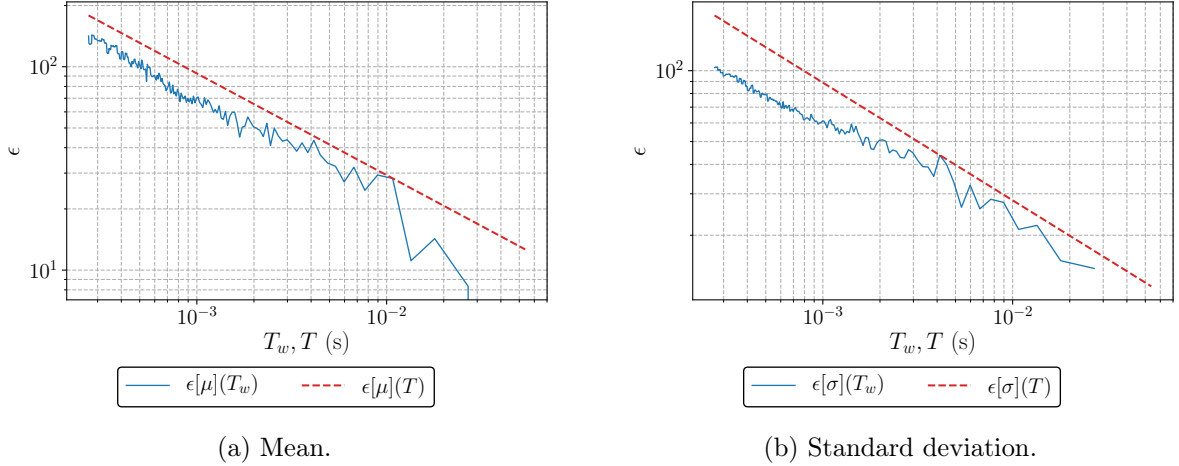 10²
10¹
ϵ
10⁻³
10⁻²
T_w, T (s)
ϵ[μ](T_w)
ϵ[μ](T)
(a) Mean.
10²
ϵ
10⁻³
10⁻²
T_w, T (s)
ϵ[σ](T_w)
ϵ[σ](T)
(b) Standard deviation.